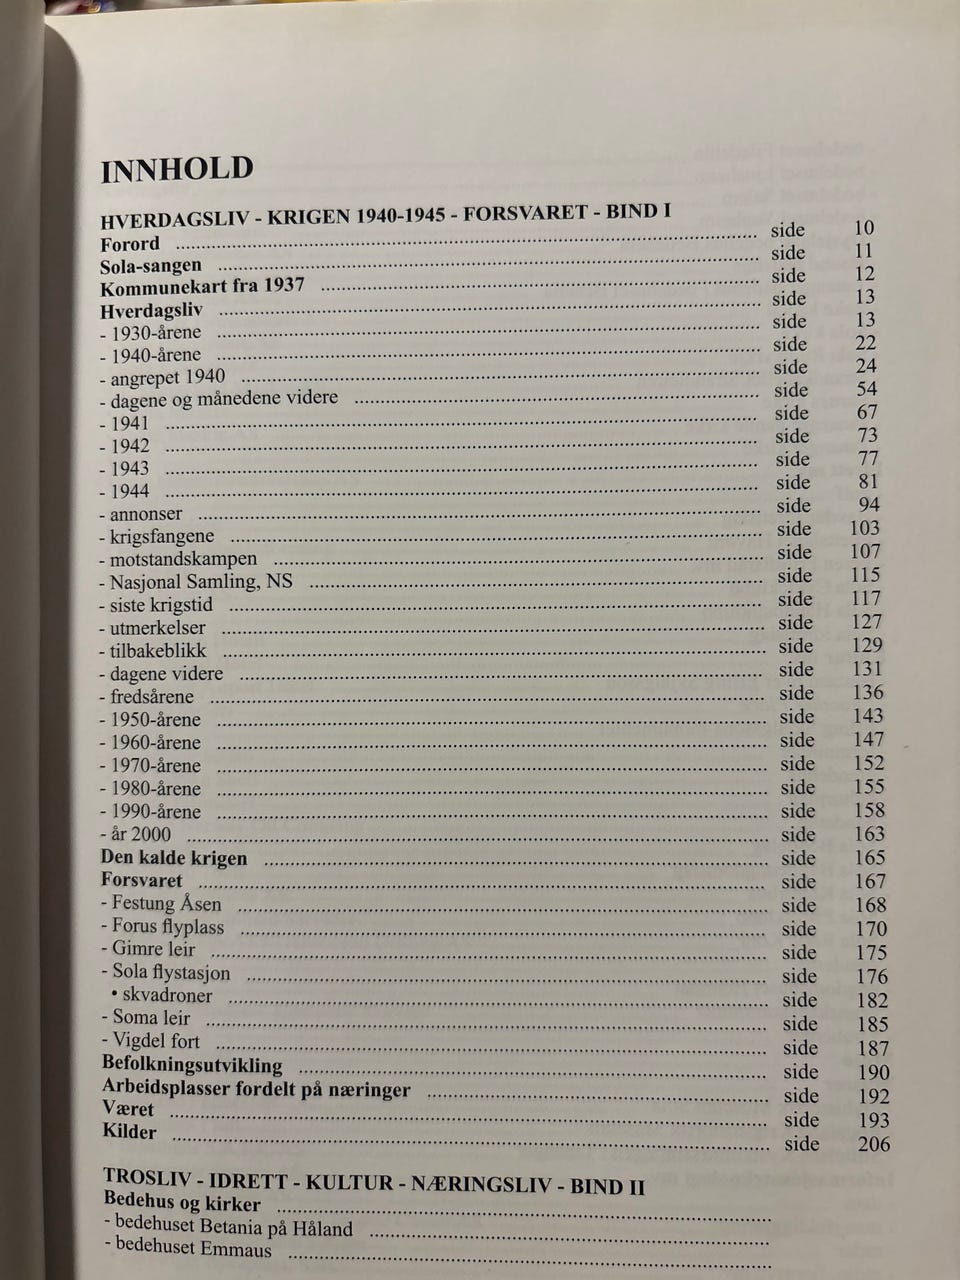 INNHOLD
HVERDAGSLIV - KRIGEN 1940-1945 - FORSVARET - BIND I
Forord ........ side 10
Sola-sangen ........ side 11
Kommunekart fra 1937 ........ side 12
Hverdagsliv ........ side 13
- 1930-årene ........ side 13
- 1940-årene ........ side 22
- angrepet 1940 ........ side 24
- dagene og månedene videre ........ side 54
- 1941 ........ side 67
- 1942 ........ side 73
- 1943 ........ side 77
- 1944 ........ side 81
- annonser ........ side 94
- krigsfangene ........ side 103
- motstandskampen ........ side 107
- Nasjonal Samling, NS ........ side 115
- siste krigstid ........ side 117
- utmerkelser ........ side 127
- tilbakeblikk ........ side 129
- dagene videre ........ side 131
- fredsårene ........ side 136
- 1950-årene ........ side 143
- 1960-årene ........ side 147
- 1970-årene ........ side 152
- 1980-årene ........ side 155
- 1990-årene ........ side 158
- år 2000 ........ side 163
Den kalde krigen ........ side 165
Forsvaret ........ side 167
- Festung Åsen ........ side 168
- Forus flyplass ........ side 170
- Gimre leir ........ side 175
- Sola flystasjon ........ side 176
• skvadroner ........ side 182
- Soma leir ........ side 185
- Vigdel fort ........ side 187
Befolkningsutvikling ........ side 190
Arbeidsplasser fordelt på næringer ........ side 192
Været ........ side 193
Kilder ........ side 206
TROSLIV - IDRETT - KULTUR - NÆRINGSLIV - BIND II
Bedehus og kirker ........
- bedehuset Betania på Håland ........
- bedehuset Emmaus ........